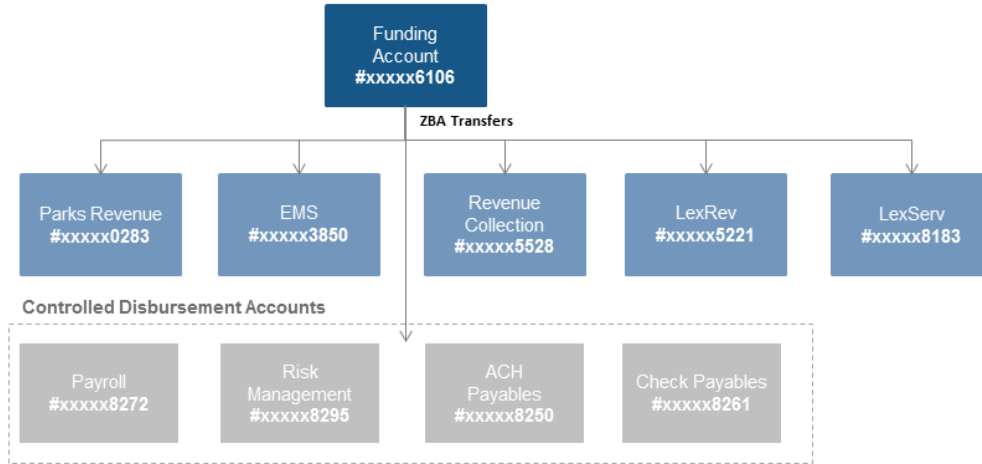 Funding
Account
#xxxxx6106
ZBA Transfers
Parks Revenue
#xxxxx0283
EMS
#xxxxx3850
Revenue
Collection
#xxxxx5528
LexRev
#xxxxx5221
LexServ
#xxxxx8183
Controlled Disbursement Accounts
Payroll
#xxxxx8272
Risk
Management
#xxxxx8295
ACH
Payables
#xxxxx8250
Check Payables
#xxxxx8261